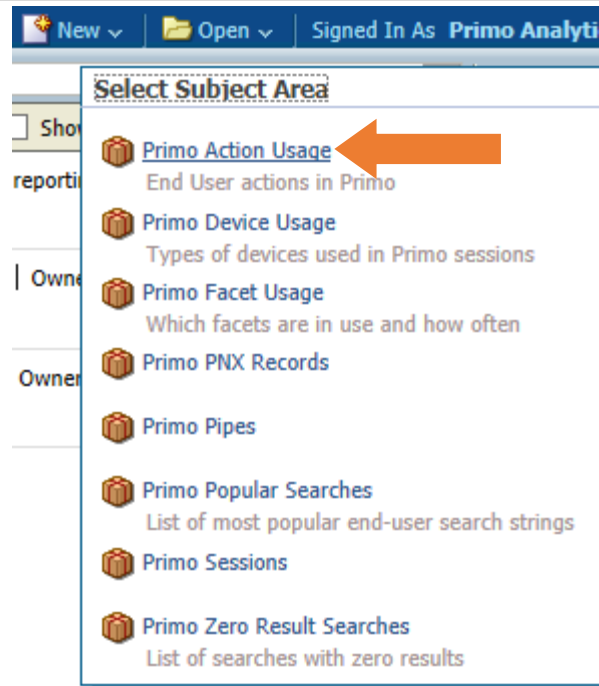 New Open Signed In As Primo Analyti
Select Subject Area
Sho
Primo Action Usage
reporti
End User actions in Primo
Primo Device Usage
Types of devices used in Primo sessions
Owne
Primo Facet Usage
Which facets are in use and how often
Primo PNX Records
Owner
Primo Pipes
Primo Popular Searches
List of most popular end-user search strings
Primo Sessions
Primo Zero Result Searches
List of searches with zero results